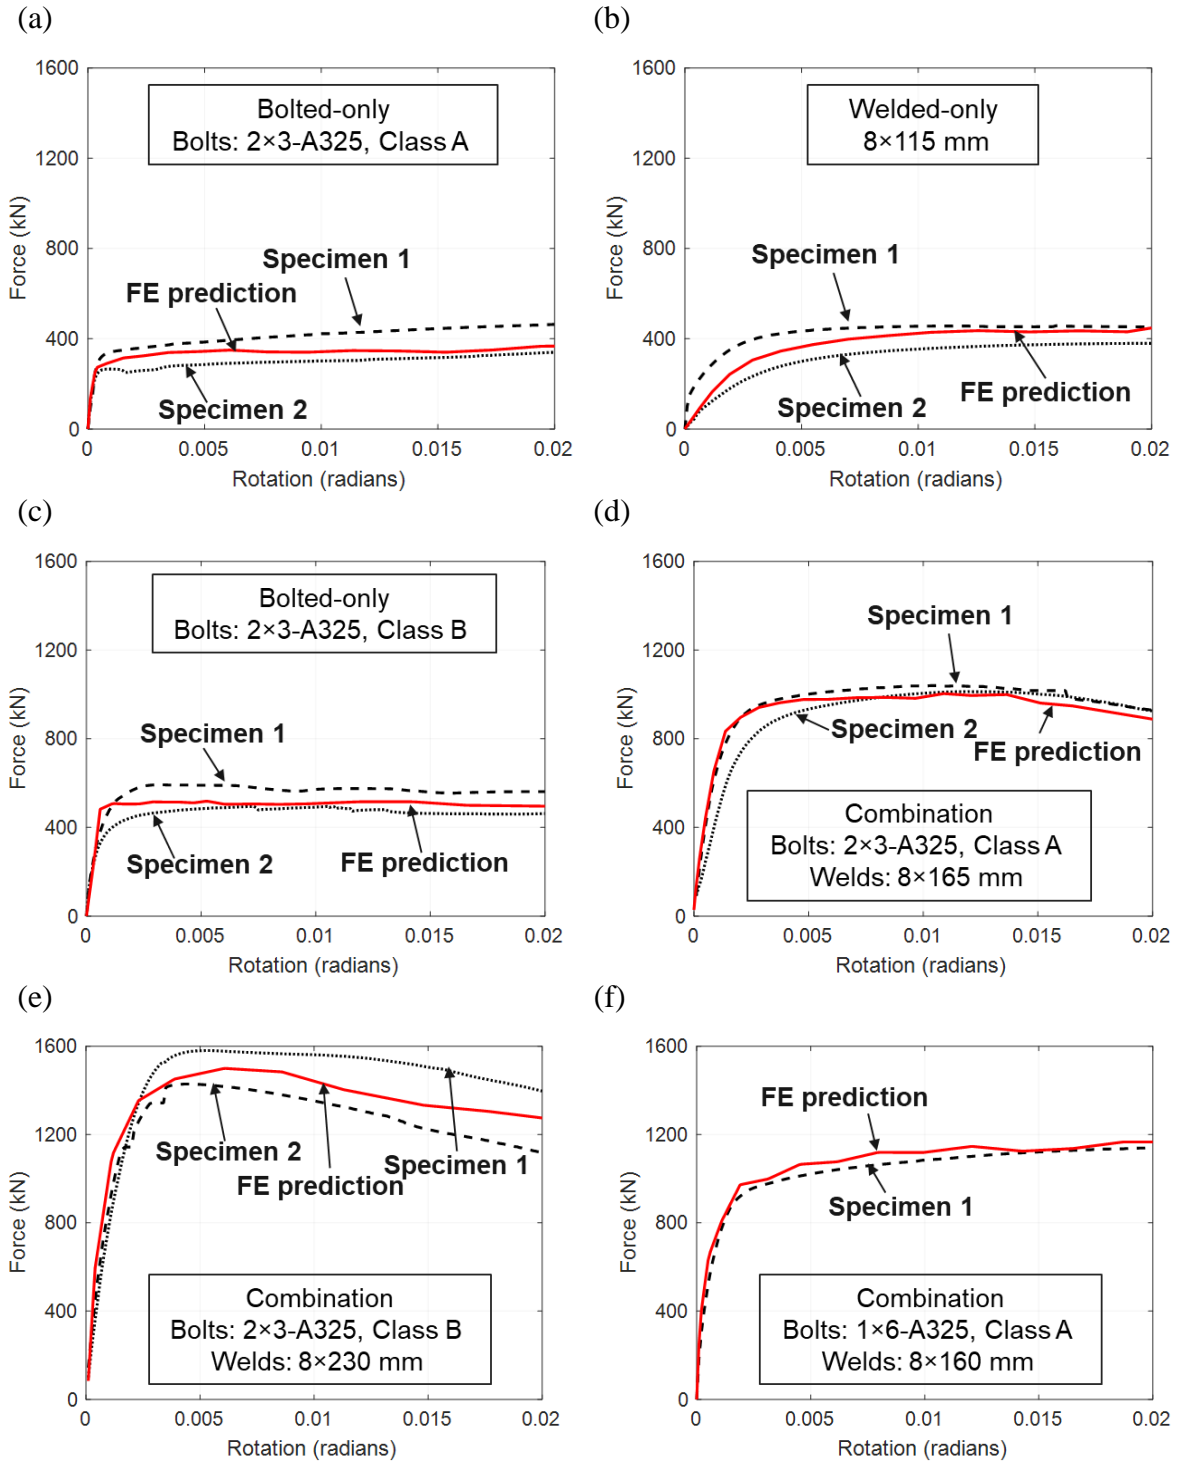 (a)
1600
1200
800
400
0
Force (kN)
Bolted-only
Bolts: 2×3-A325, Class A
Specimen 1
FE prediction
Specimen 2
0 0.005 0.01 0.015 0.02
Rotation (radians)
(b)
1600
1200
800
400
0
Force (kN)
Welded-only
8×115 mm
Specimen 1
FE prediction
Specimen 2
0 0.005 0.01 0.015 0.02
Rotation (radians)
(c)
1600
1200
800
400
0
Force (kN)
Bolted-only
Bolts: 2×3-A325, Class B
Specimen 1
Specimen 2
FE prediction
0 0.005 0.01 0.015 0.02
Rotation (radians)
(d)
1600
1200
800
400
0
Force (kN)
Specimen 1
Specimen 2
FE prediction
Combination
Bolts: 2×3-A325, Class A
Welds: 8×165 mm
0 0.005 0.01 0.015 0.02
Rotation (radians)
(e)
1600
1200
800
400
0
Force (kN)
Specimen 2
Specimen 1
FE prediction
Combination
Bolts: 2×3-A325, Class B
Welds: 8×230 mm
0 0.005 0.01 0.015 0.02
Rotation (radians)
(f)
1600
1200
800
400
0
Force (kN)
FE prediction
Specimen 1
Combination
Bolts: 1×6-A325, Class A
Welds: 8×160 mm
0 0.005 0.01 0.015 0.02
Rotation (radians)